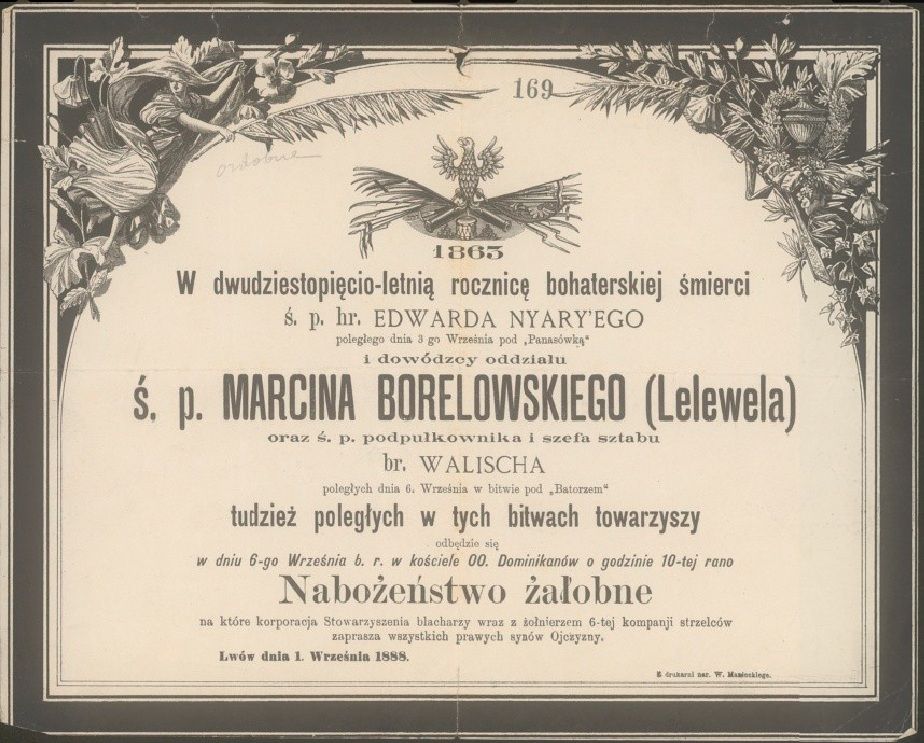 169
ozdobne
1863
W dwudziestopięcio-letnią rocznicę bohaterskiej śmierci
ś. p. hr. EDWARDA NYARY'EGO
poległego dnia 3 go Września pod „Panasówką“
i dowódzcy oddziału
ś. p. MARCINA BORELOWSKIEGO (Lelewela)
oraz ś. p. podpułkownika i szefa sztabu
br. WALISCHA
poległych dnia 6. Września w bitwie pod „Batorzem“
tudzież poległych w tych bitwach towarzyszy
odbędzie się
w dniu 6-go Września b. r. w kościele OO. Dominikanów o godzinie 10-tej rano
Nabożeństwo żałobne
na które korporacja Stowarzyszenia blacharzy wraz z żołnierzem 6-tej kompanji strzelców
zaprasza wszystkich prawych synów Ojczyzny.
Lwów dnia 1. Września 1888.
Z drukarni nar. W. Manieckiego.